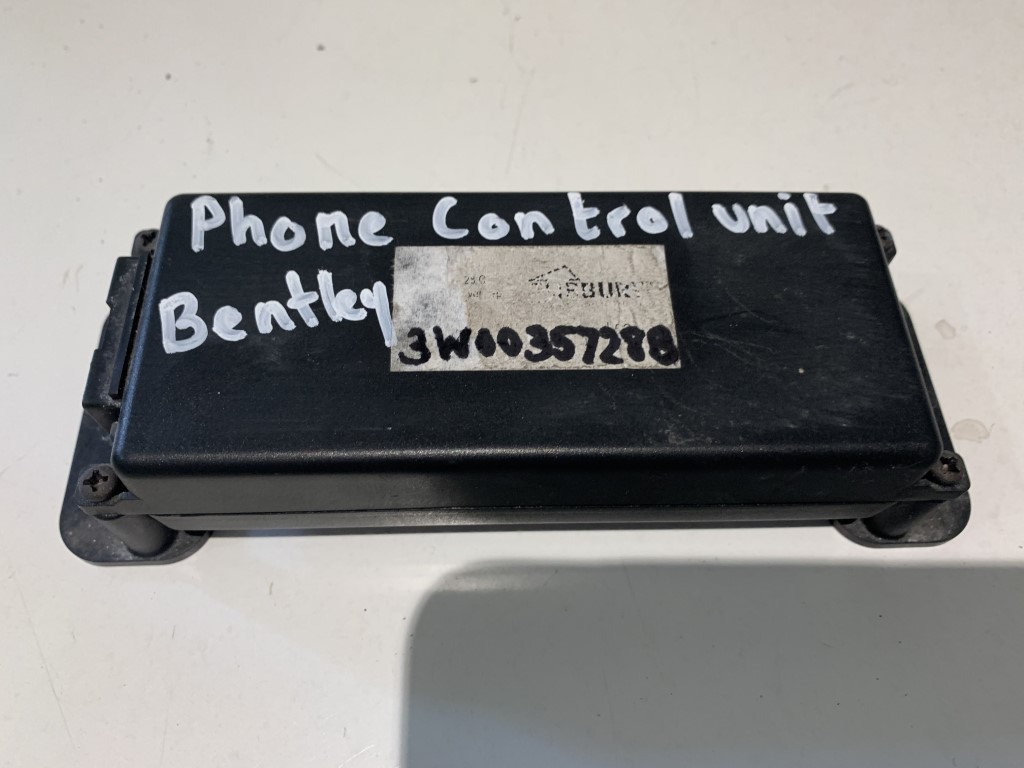 Phone Control unit
Bentley
3W0035728B